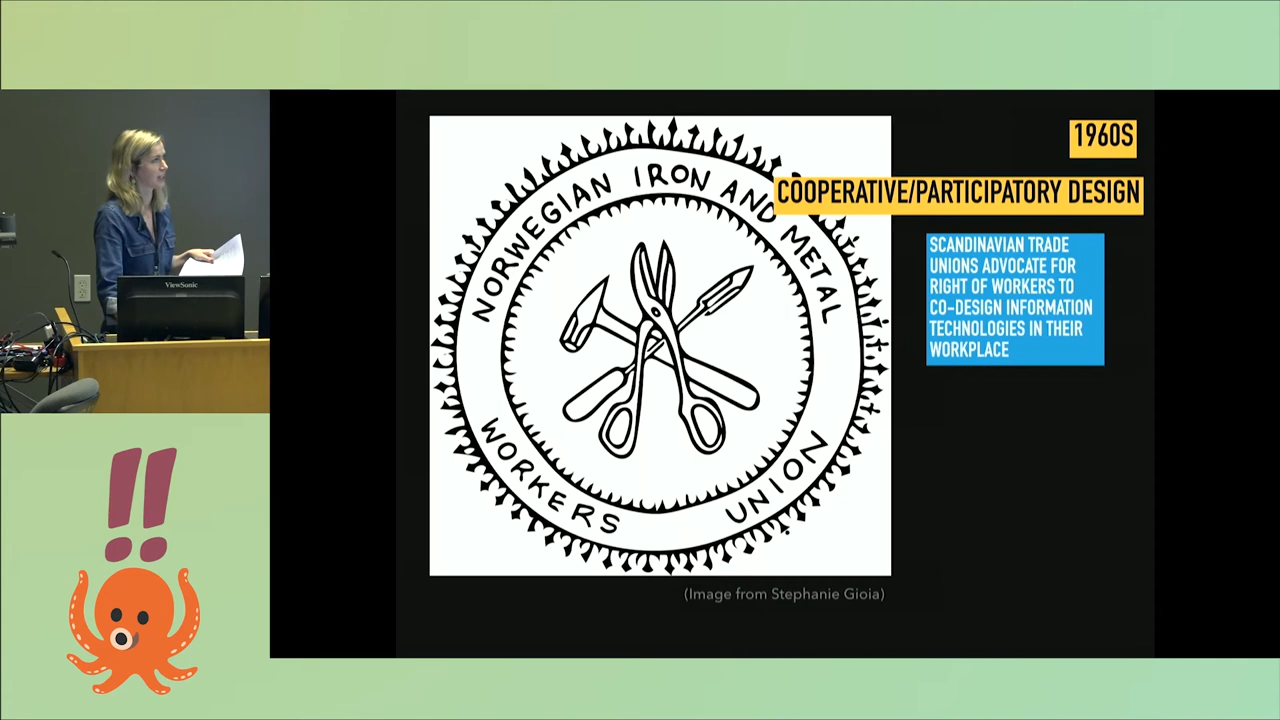 1960S
COOPERATIVE/PARTICIPATORY DESIGN
SCANDINAVIAN TRADE
UNIONS ADVOCATE FOR
RIGHT OF WORKERS TO
CO-DESIGN INFORMATION
TECHNOLOGIES IN THEIR
WORKPLACE
NORWEGIAN IRON AND METAL
WORKERS UNION
(Image from Stephanie Gioia)
ViewSonic
!!